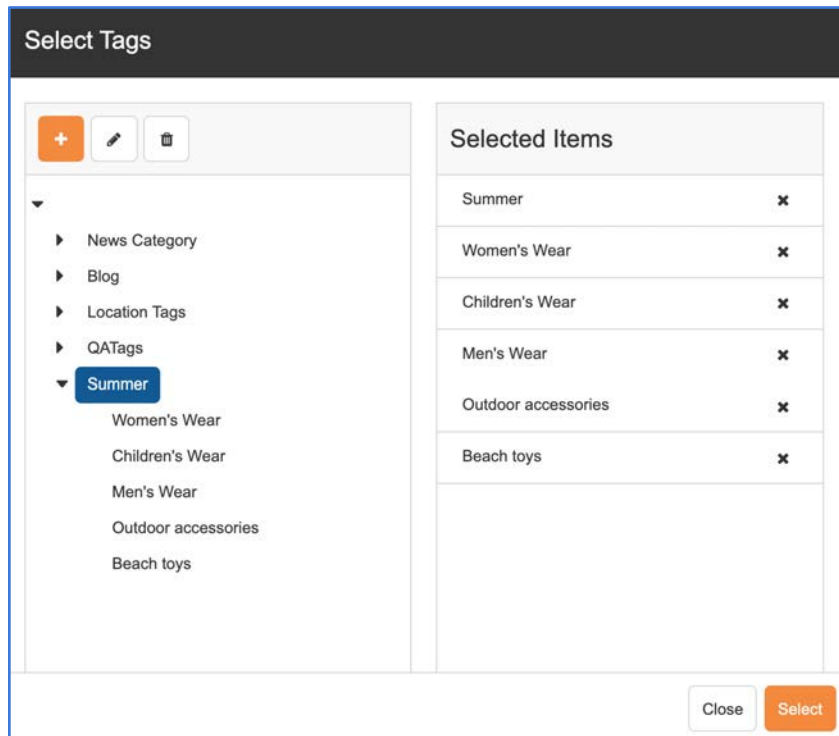 Select Tags
Selected Items
News Category
Blog
Location Tags
QATags
Summer
Women's Wear
Children's Wear
Men's Wear
Outdoor accessories
Beach toys
Summer
Women's Wear
Children's Wear
Men's Wear
Outdoor accessories
Beach toys
Close
Select